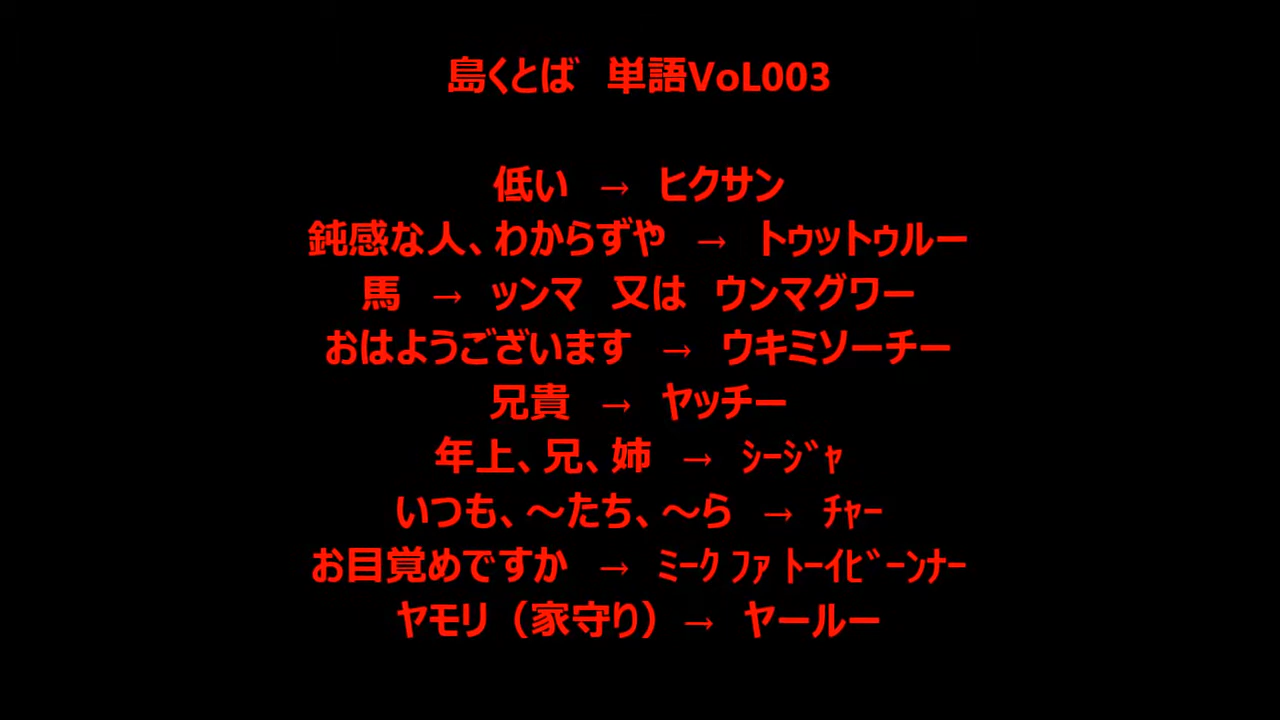 島くとば　単語VoL003
低い　→　ヒクサン
鈍感な人、わからずや　→　トゥットゥルー
馬　→　ッンマ　又は　ウンマグワー
おはようございます　→　ウキミソーチー
兄貴　→　ヤッチー
年上、兄、姉　→　ｼｰｼﾞｬ
いつも、～たち、～ら　→　ﾁｬｰ
お目覚めですか　→　ﾐｰｸ ﾌｧ ﾄｰｲﾋﾞｰﾝﾅｰ
ヤモリ（家守り）→　ヤールー